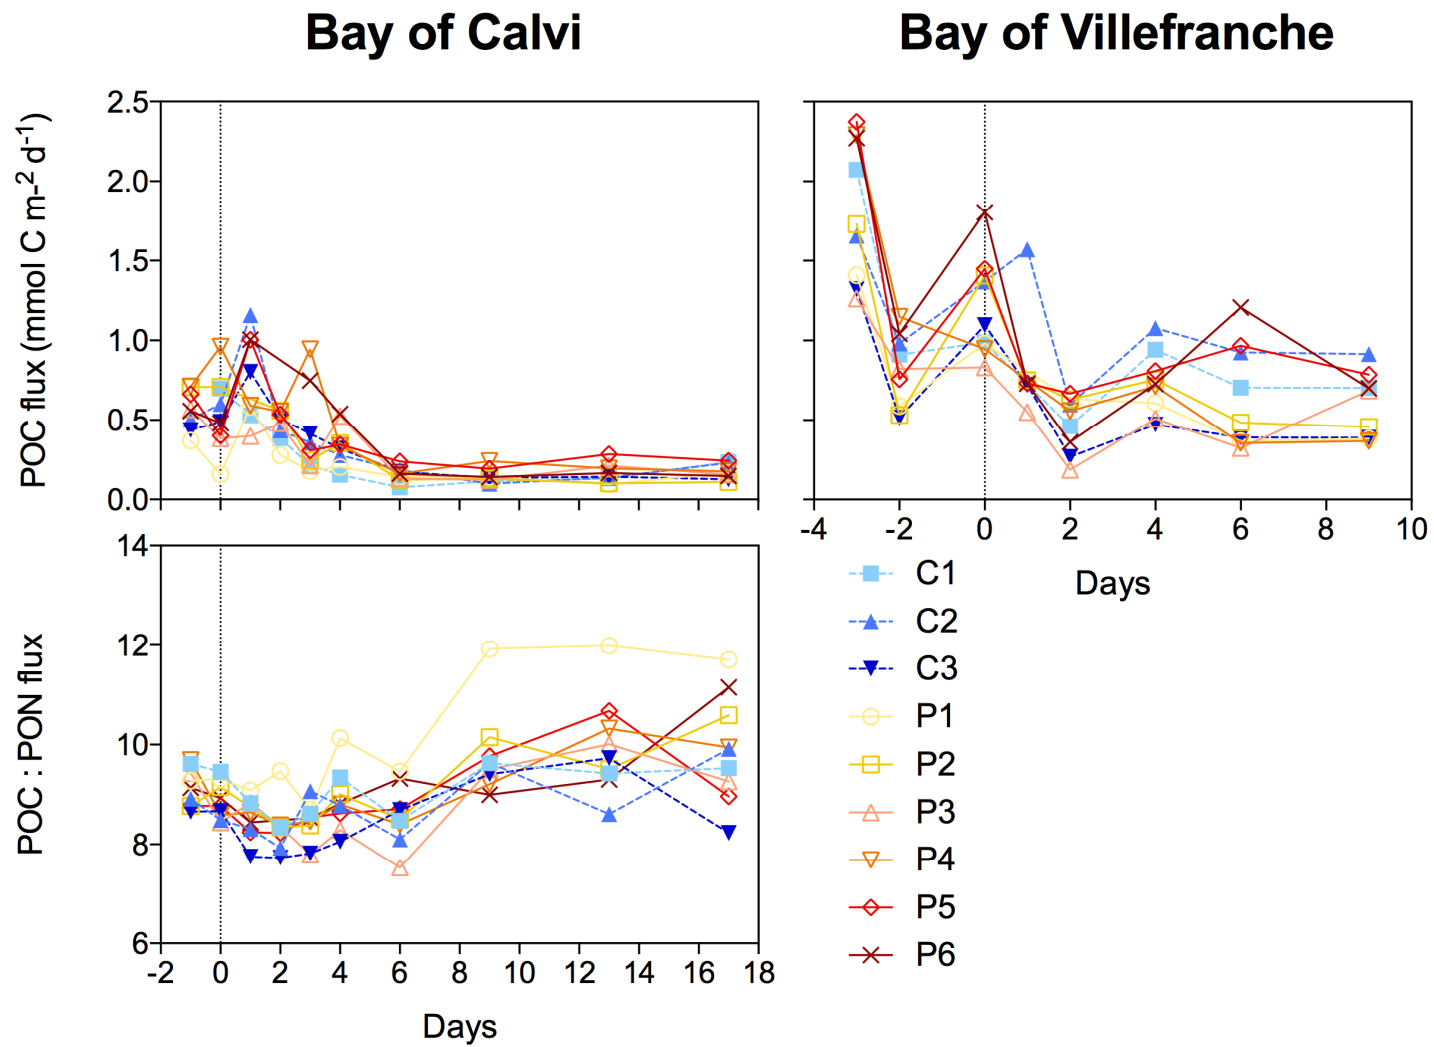 Bay of Calvi
Bay of Villefranche
POC flux (mmol C m-² d-¹)
2.5
2.0
1.5
1.0
0.5
0.0
-4 -2 0 2 4 6 8 10
Days
POC : PON flux
14
12
10
8
6
-2 0 2 4 6 8 10 12 14 16 18
Days
C1
C2
C3
P1
P2
P3
P4
P5
P6